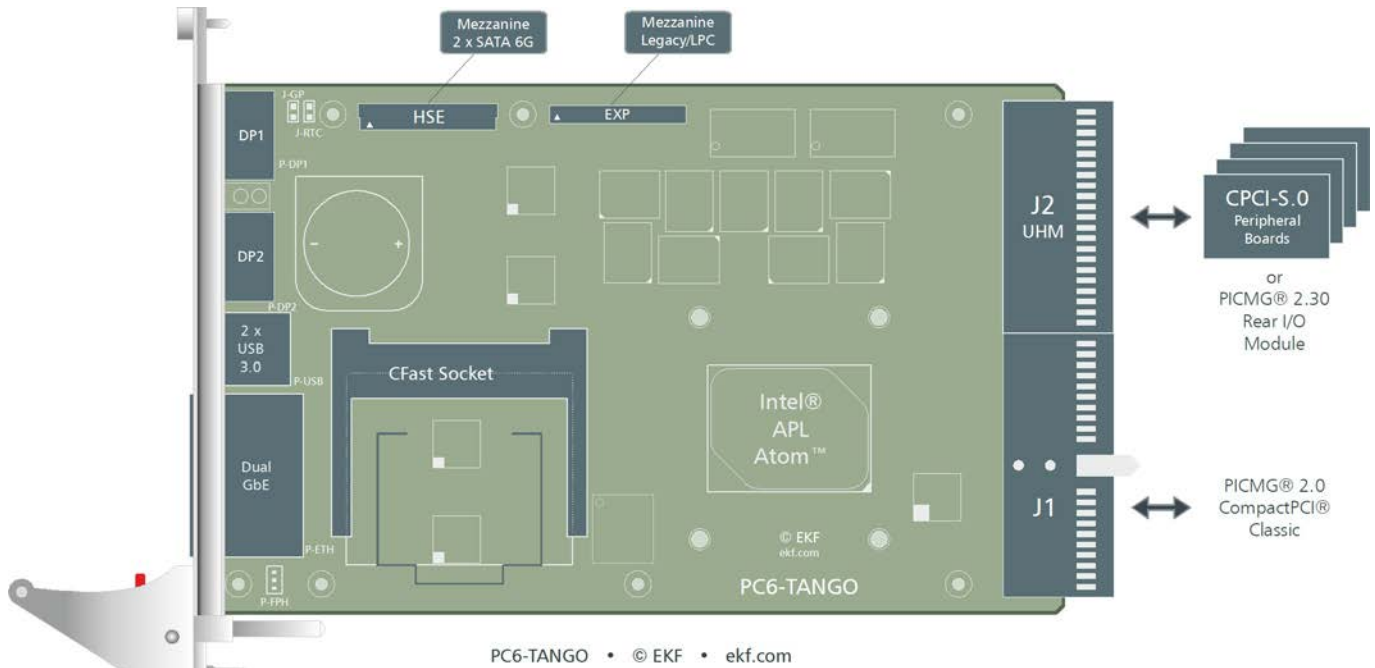 Mezzanine
2 x SATA 6G
Mezzanine
Legacy/LPC
J-GP
J-RTC
HSE
EXP
DP1
P-DP1
DP2
P-DP2
2 x
USB
3.0
P-USB
Dual
GbE
P-ETH
P-FPH
- +
CFast Socket
Intel®
APL
Atom™
© EKF
ekf.com
PC6-TANGO
J2
UHM
J1
CPCI-S.0
Peripheral
Boards
or
PICMG® 2.30
Rear I/O
Module
PICMG® 2.0
CompactPCI®
Classic
PC6-TANGO • © EKF • ekf.com